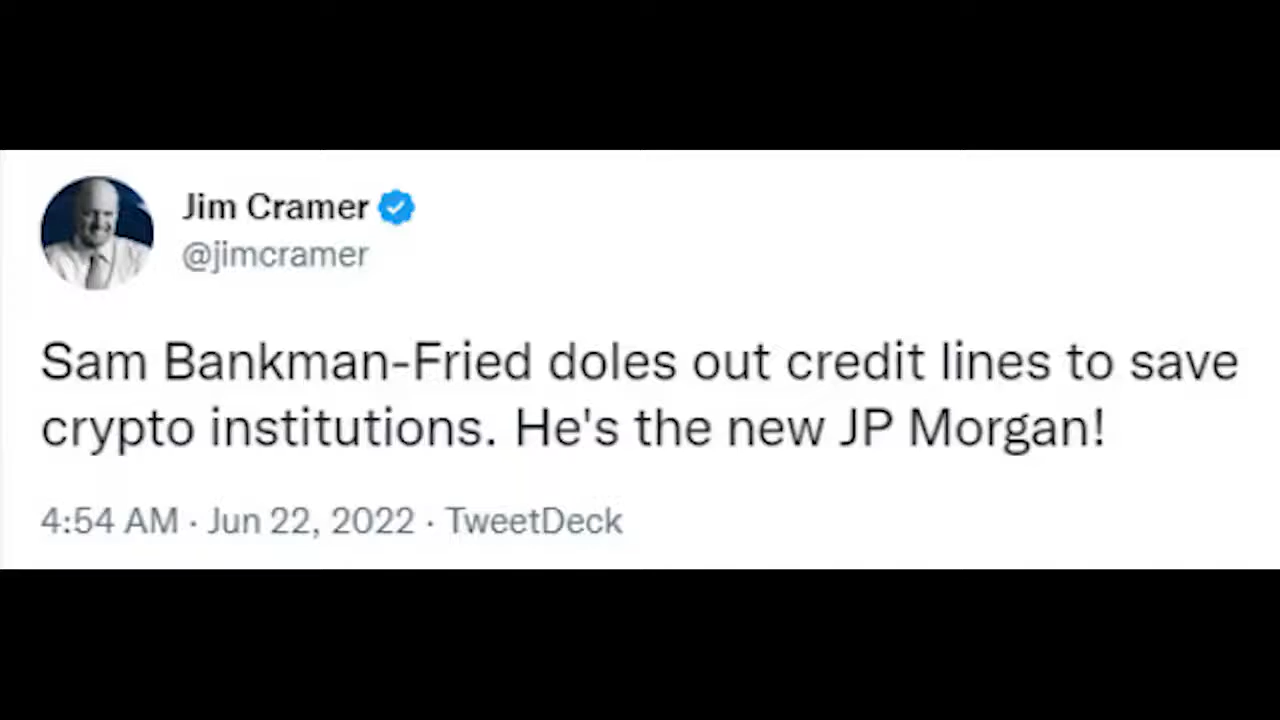 Jim Cramer
@jimcramer
Sam Bankman-Fried doles out credit lines to save
crypto institutions. He's the new JP Morgan!
4:54 AM · Jun 22, 2022 · TweetDeck